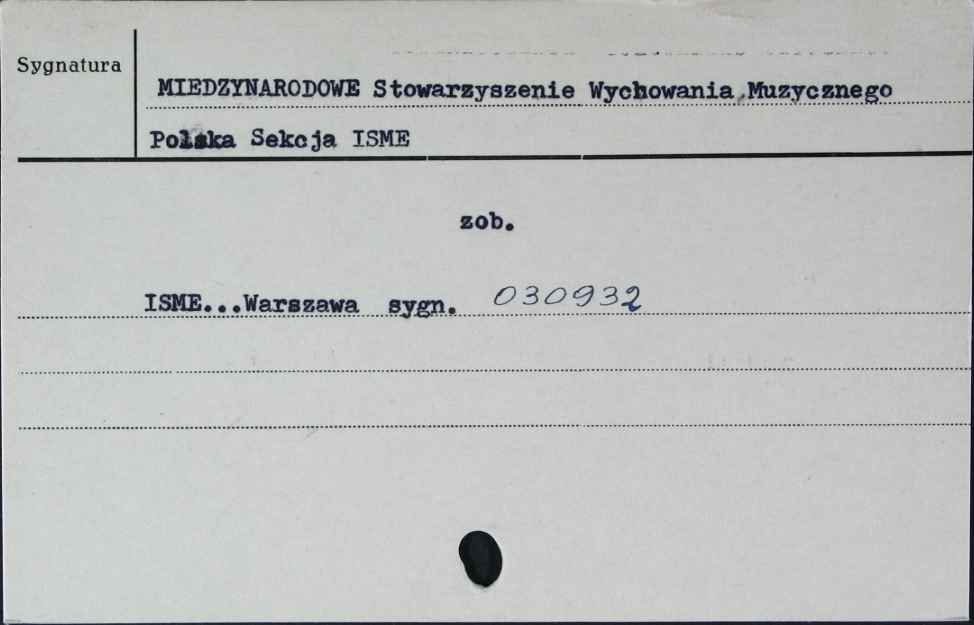 Sygnatura
MIEDZYNARODOWE Stowarzyszenie Wychowania Muzycznego
Polska Sekcja ISME
zob.
ISME...Warszawa sygn. 030932